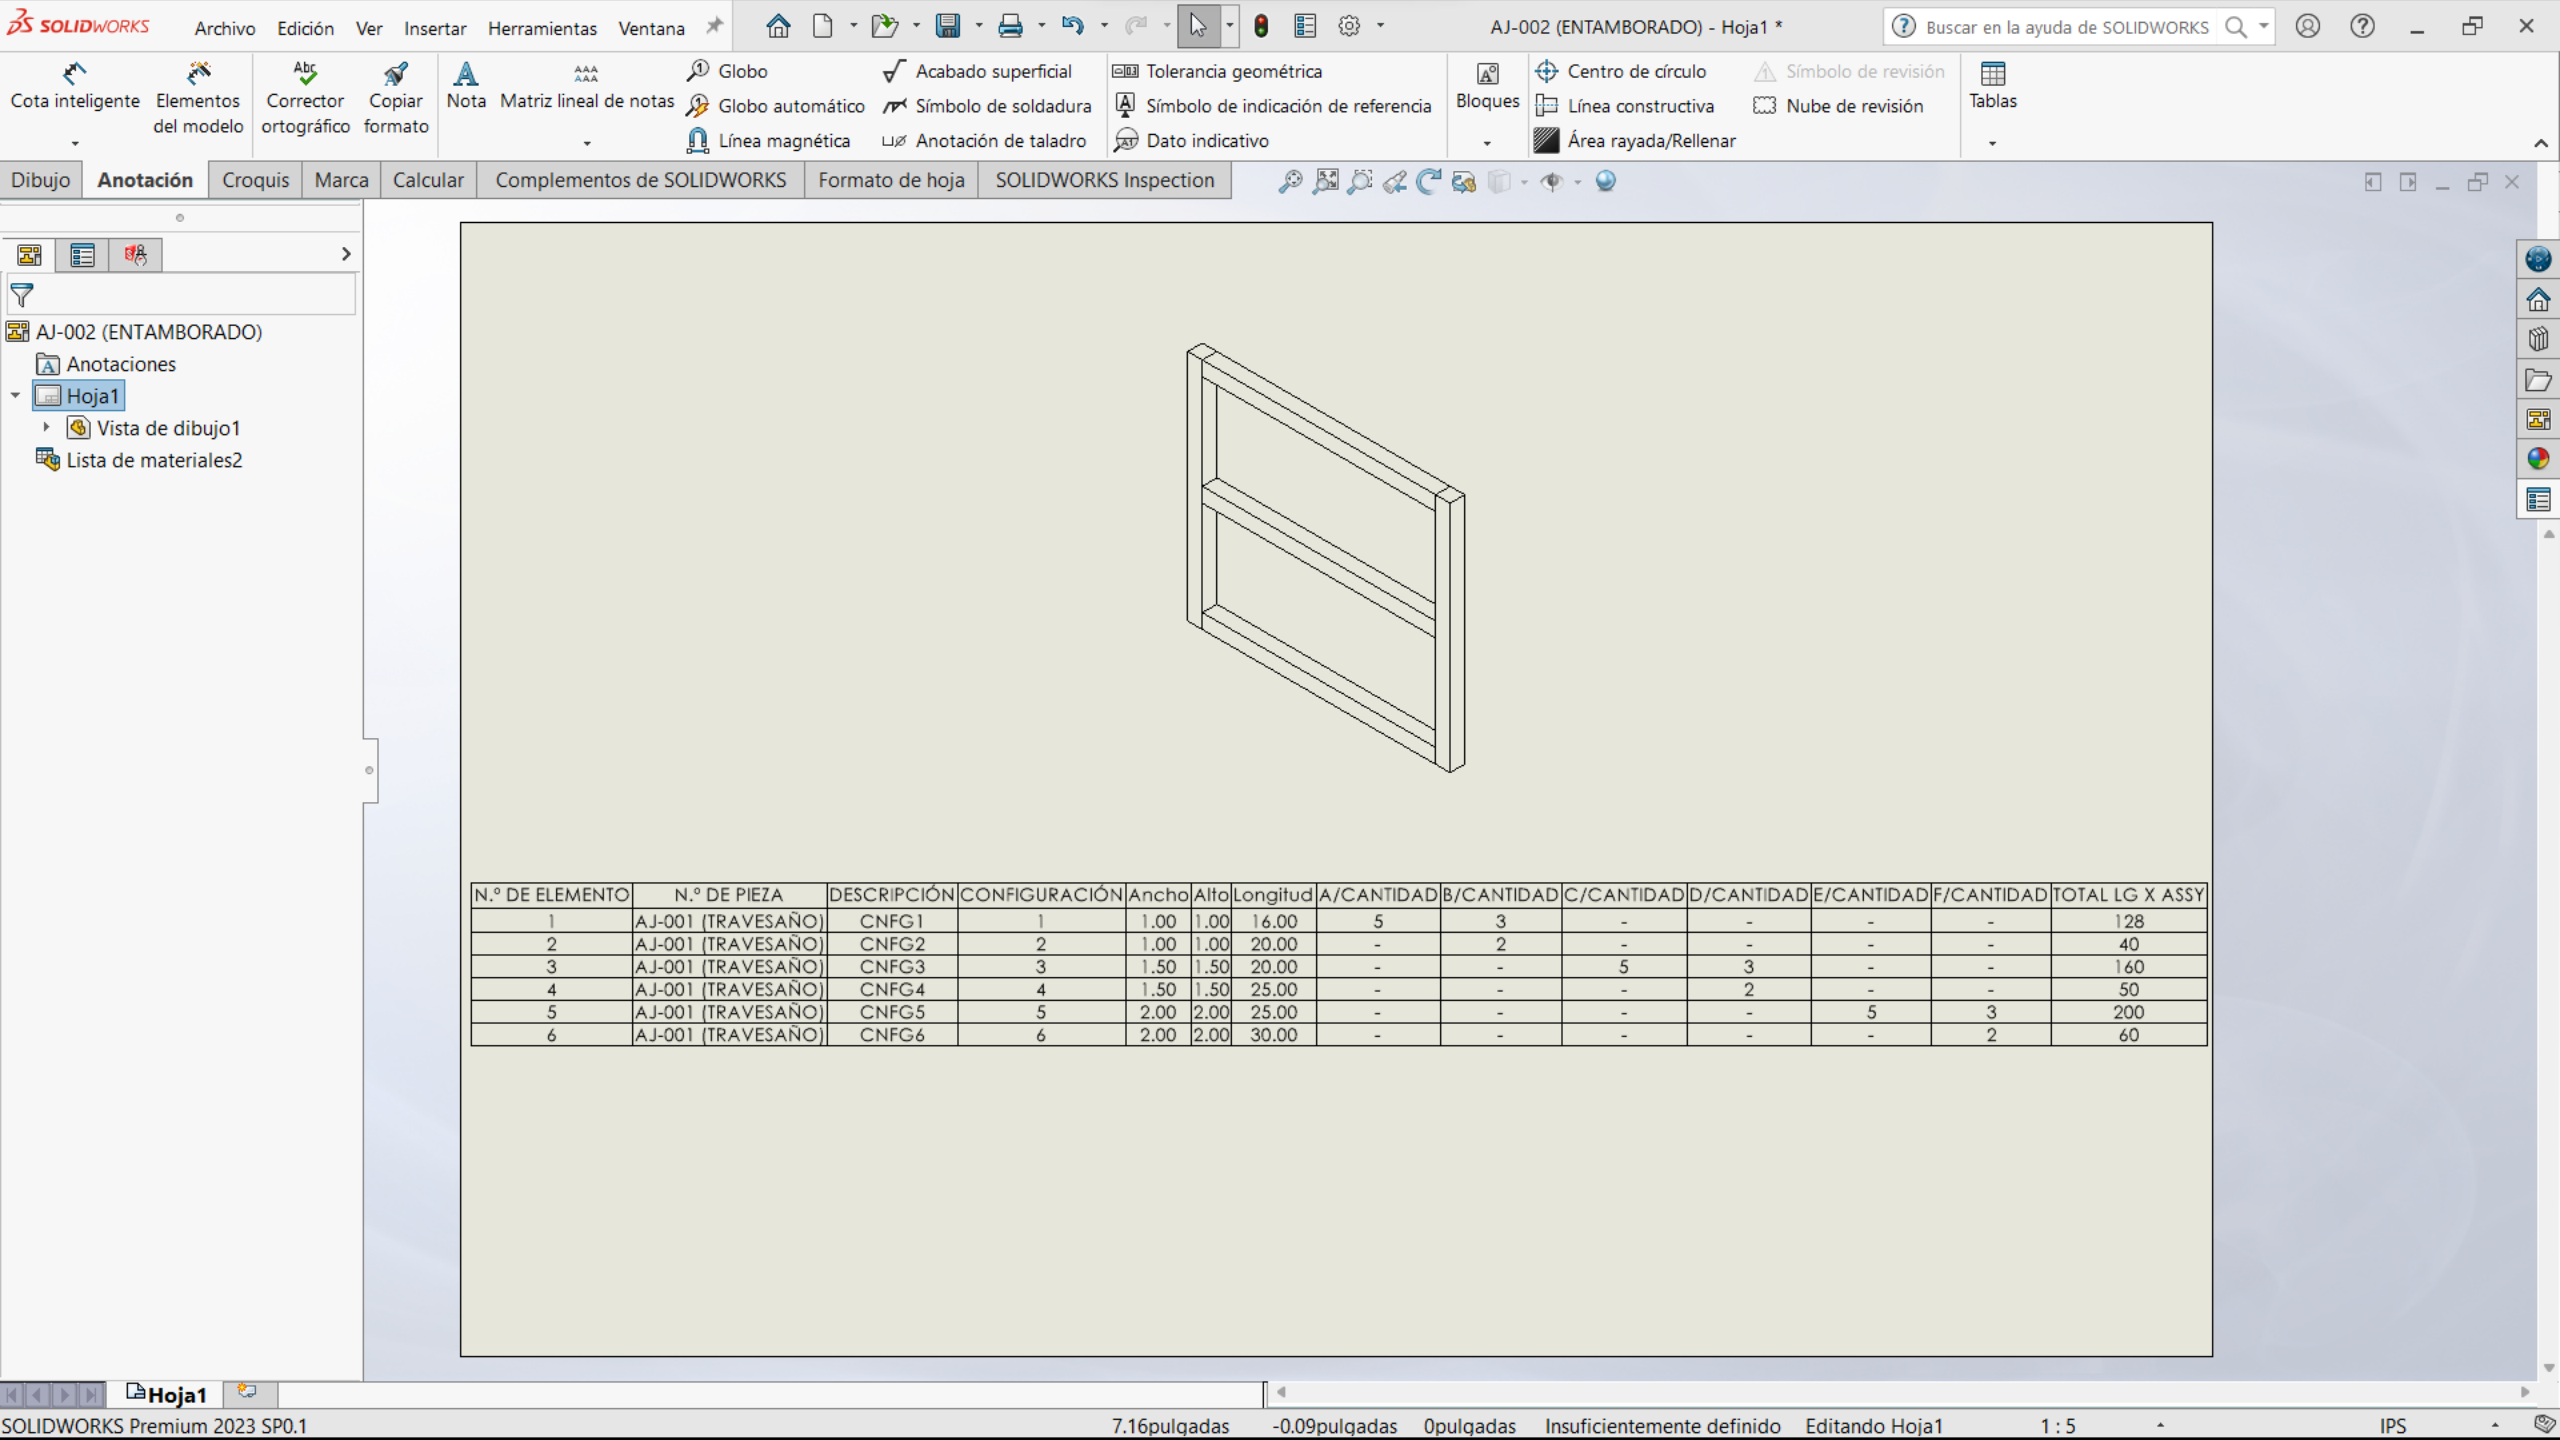 SOLIDWORKS Archivo Edición Ver Insertar Herramientas Ventana AJ-002 (ENTAMBORADO) - Hoja1 * Buscar en la ayuda de SOLIDWORKS
Cota inteligente
Elementos del modelo
Corrector ortográfico
Copiar formato
Nota
Matriz lineal de notas
Globo
Globo automático
Línea magnética
Acabado superficial
Símbolo de soldadura
Anotación de taladro
Tolerancia geométrica
Símbolo de indicación de referencia
Dato indicativo
Bloques
Centro de círculo
Línea constructiva
Área rayada/Rellenar
Símbolo de revisión
Nube de revisión
Tablas
Dibujo Anotación Croquis Marca Calcular Complementos de SOLIDWORKS Formato de hoja SOLIDWORKS Inspection
AJ-002 (ENTAMBORADO)
Anotaciones
Hoja1
Vista de dibujo1
Lista de materiales2
N.º DE ELEMENTO N.º DE PIEZA DESCRIPCIÓN CONFIGURACIÓN Ancho Alto Longitud A/CANTIDAD B/CANTIDAD C/CANTIDAD D/CANTIDAD E/CANTIDAD F/CANTIDAD TOTAL LG X ASSY
1 AJ-001 (TRAVESAÑO) CNFG1 1 1.00 1.00 16.00 5 3 - - - - 128
2 AJ-001 (TRAVESAÑO) CNFG2 2 1.00 1.00 20.00 - 2 - - - - 40
3 AJ-001 (TRAVESAÑO) CNFG3 3 1.50 1.50 20.00 - - 5 3 - - 160
4 AJ-001 (TRAVESAÑO) CNFG4 4 1.50 1.50 25.00 - - - 2 - - 50
5 AJ-001 (TRAVESAÑO) CNFG5 5 2.00 2.00 25.00 - - - - 5 3 200
6 AJ-001 (TRAVESAÑO) CNFG6 6 2.00 2.00 30.00 - - - - - 2 60
Hoja1
SOLIDWORKS Premium 2023 SP0.1 7.16pulgadas -0.09pulgadas 0pulgadas Insuficientemente definido Editando Hoja1 1 : 5 IPS